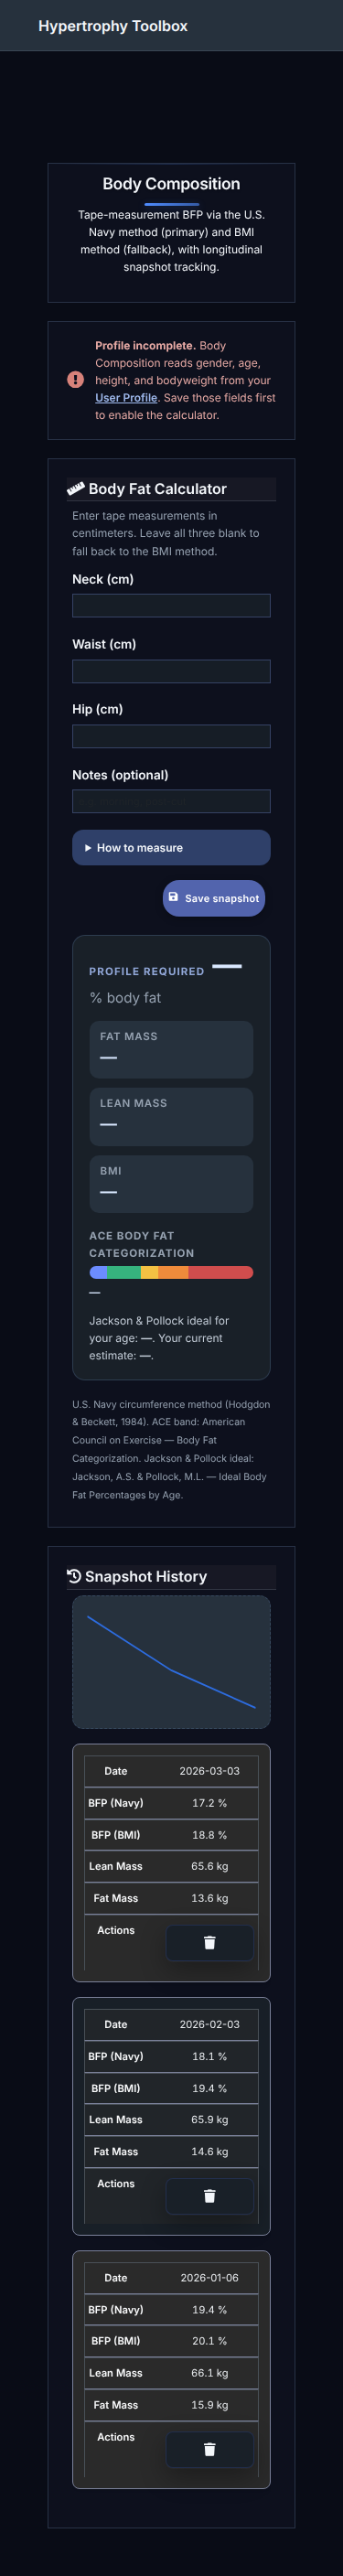 Hypertrophy Toolbox
Body Composition
Tape-measurement BFP via the U.S.
Navy method (primary) and BMI
method (fallback), with longitudinal
snapshot tracking.
Profile incomplete. Body
Composition reads gender, age,
height, and bodyweight from your
User Profile. Save those fields first
to enable the calculator.
Body Fat Calculator
Enter tape measurements in
centimeters. Leave all three blank to
fall back to the BMI method.
Neck (cm)
Waist (cm)
Hip (cm)
Notes (optional)
How to measure
Save snapshot
PROFILE REQUIRED —
% body fat
FAT MASS
—
LEAN MASS
—
BMI
—
ACE BODY FAT
CATEGORIZATION
—
Jackson & Pollock ideal for
your age: —. Your current
estimate: —.
U.S. Navy circumference method (Hodgdon
& Beckett, 1984). ACE band: American
Council on Exercise — Body Fat
Categorization. Jackson & Pollock ideal:
Jackson, A.S. & Pollock, M.L. — Ideal Body
Fat Percentages by Age.
Snapshot History
Date 2026-03-03
BFP (Navy) 17.2 %
BFP (BMI) 18.8 %
Lean Mass 65.6 kg
Fat Mass 13.6 kg
Actions
Date 2026-02-03
BFP (Navy) 18.1 %
BFP (BMI) 19.4 %
Lean Mass 65.9 kg
Fat Mass 14.6 kg
Actions
Date 2026-01-06
BFP (Navy) 19.4 %
BFP (BMI) 20.1 %
Lean Mass 66.1 kg
Fat Mass 15.9 kg
Actions